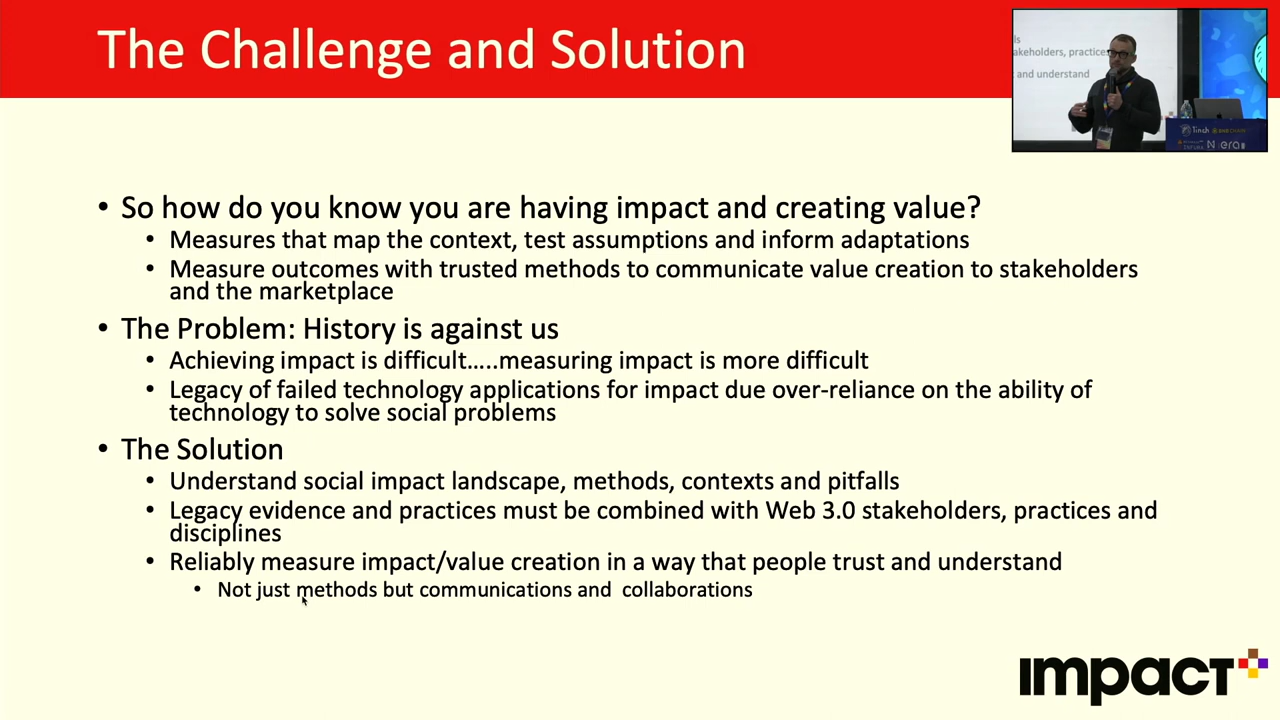 The Challenge and Solution
ls
akeholders, practice
t and understand
1inch
• So how do you know you are having impact and creating value?
• Measures that map the context, test assumptions and inform adaptations
• Measure outcomes with trusted methods to communicate value creation to stakeholders
and the marketplace
• The Problem: History is against us
• Achieving impact is difficult.....measuring impact is more difficult
• Legacy of failed technology applications for impact due over-reliance on the ability of
technology to solve social problems
• The Solution
• Understand social impact landscape, methods, contexts and pitfalls
• Legacy evidence and practices must be combined with Web 3.0 stakeholders, practices and
disciplines
• Reliably measure impact/value creation in a way that people trust and understand
• Not just methods but communications and  collaborations
Impact+